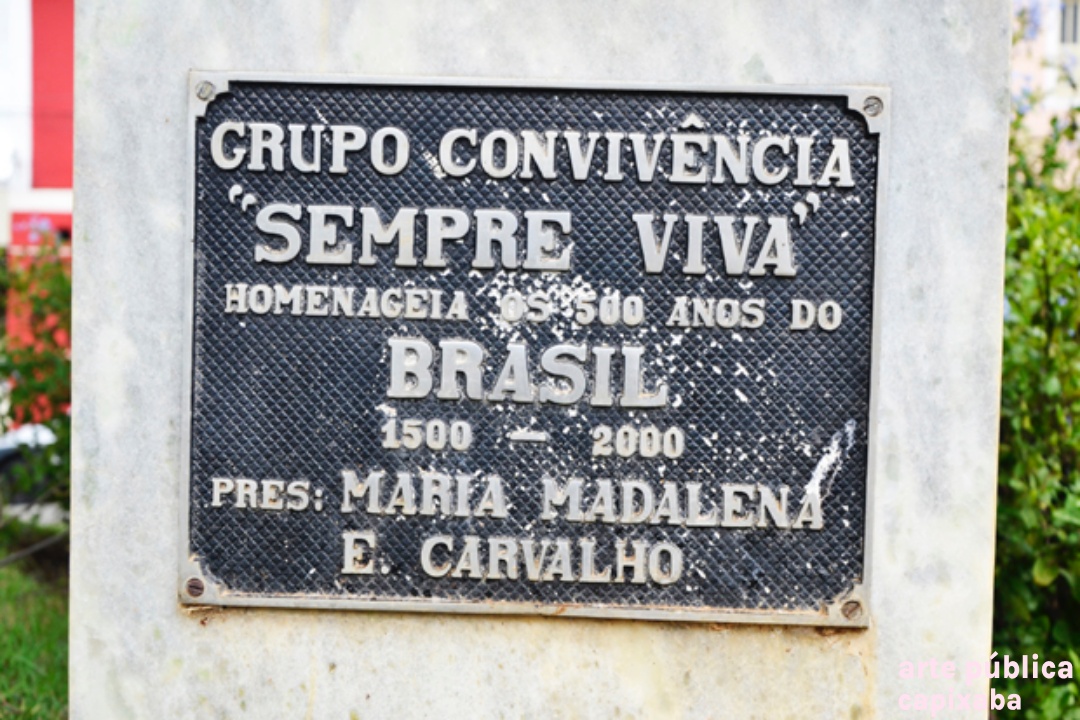 GRUPO CONVIVÊNCIA
"SEMPRE VIVA"
HOMENAGEIA OS 500 ANOS DO
BRASIL
1500 — 2000
PRES: MARIA MADALENA
E. CARVALHO
arte pública
capixaba